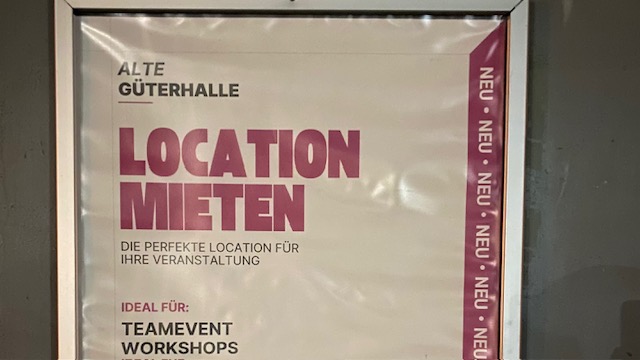 ALTE
GÜTERHALLE
LOCATION
MIETEN
DIE PERFEKTE LOCATION FÜR
IHRE VERANSTALTUNG
IDEAL FÜR:
TEAMEVENT
WORKSHOPS
NEU • NEU • NEU • NEU • NEU • NEU